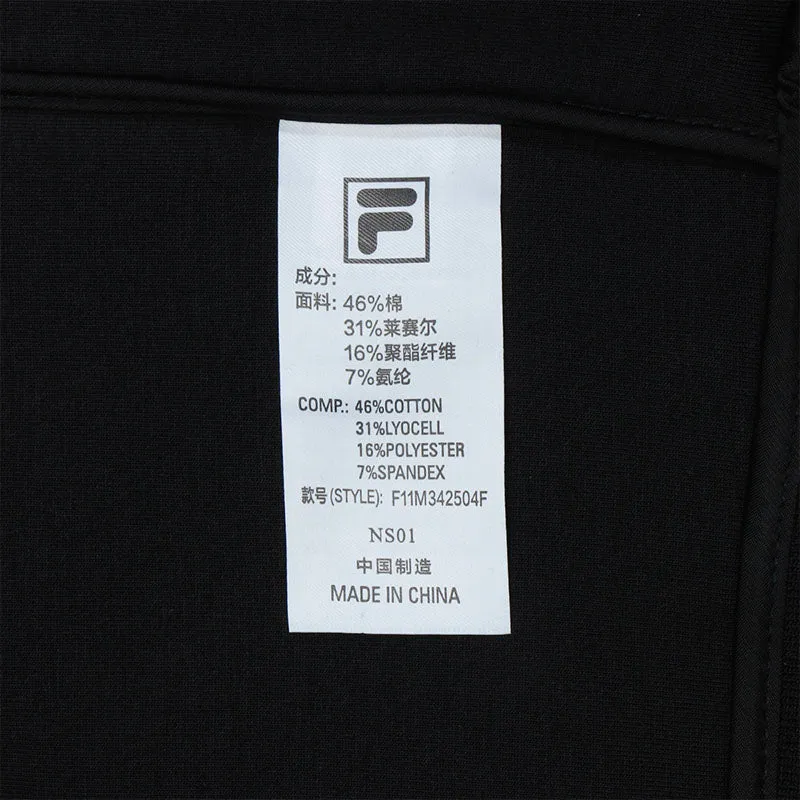 F
成分:
面料: 46%棉
31%莱赛尔
16%聚酯纤维
7%氨纶
COMP.: 46%COTTON
31%LYOCELL
16%POLYESTER
7%SPANDEX
款号(STYLE): F11M342504F
NS01
中国制造
MADE IN CHINA